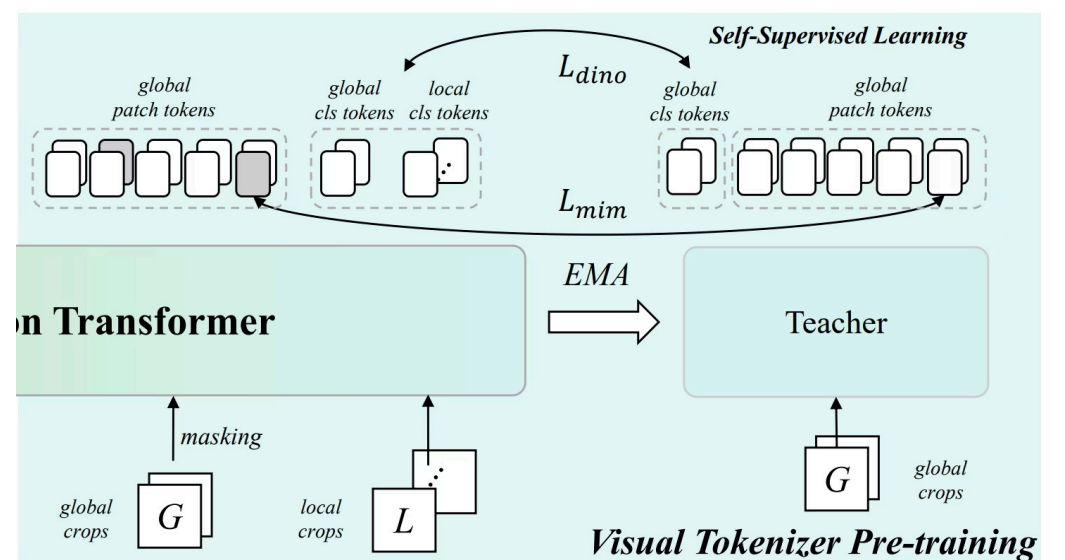 Self-Supervised Learning
L_dino
global
patch tokens
global
cls tokens
local
cls tokens
global
cls tokens
global
patch tokens
L_mim
EMA
on Transformer
Teacher
masking
global
crops
G
local
crops
L
G
global
crops
Visual Tokenizer Pre-training